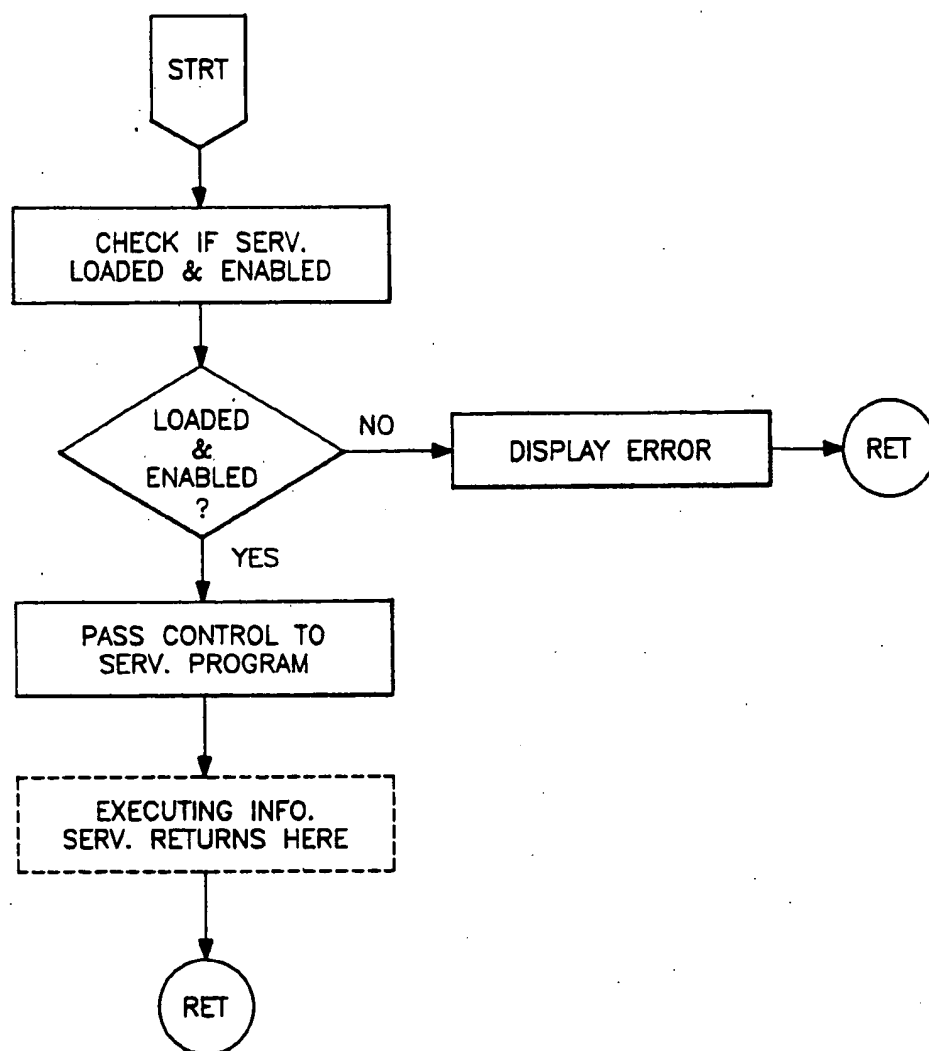 STRT
CHECK IF SERV.
LOADED & ENABLED
LOADED
&
ENABLED
?
NO
DISPLAY ERROR
RET
YES
PASS CONTROL TO
SERV. PROGRAM
EXECUTING INFO.
SERV. RETURNS HERE
RET